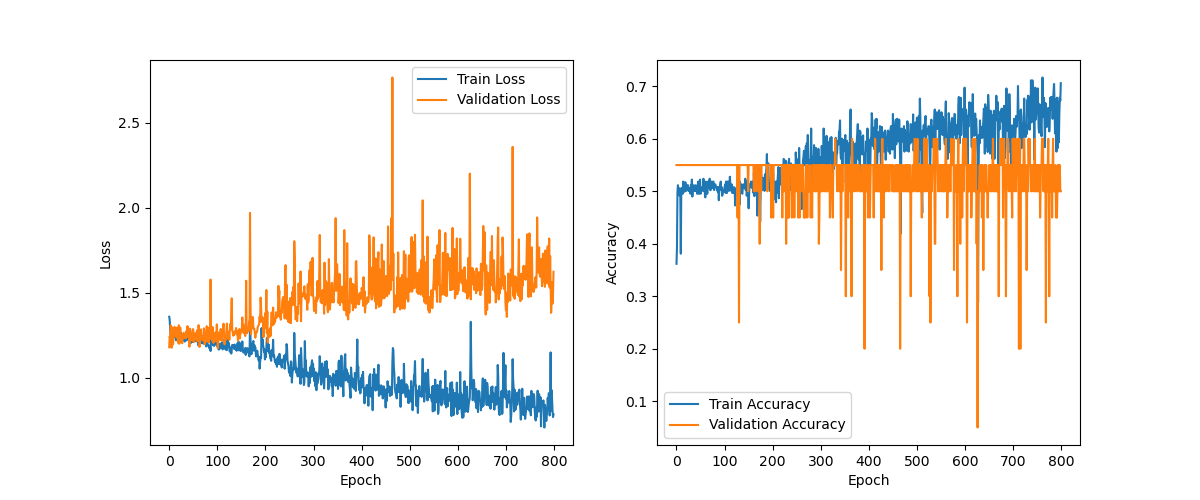 Train Loss
Validation Loss
2.5
2.0
1.5
1.0
Loss
0 100 200 300 400 500 600 700 800
Epoch
0.7
0.6
0.5
0.4
0.3
0.2
0.1
Accuracy
Train Accuracy
Validation Accuracy
0 100 200 300 400 500 600 700 800
Epoch